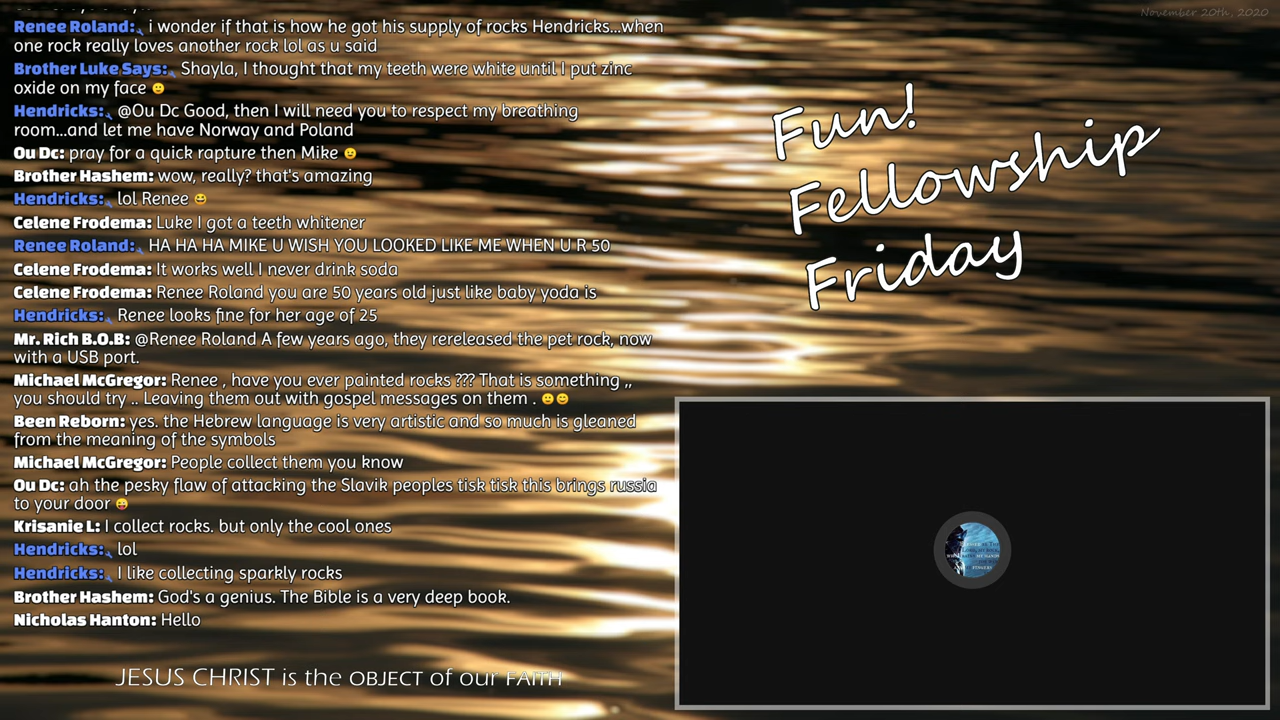 November 20th, 2020
Renee Roland: i wonder if that is how he got his supply of rocks Hendricks...when
one rock really loves another rock lol as u said
Brother Luke Says: Shayla, I thought that my teeth were white until I put zinc
oxide on my face 🙂
Hendricks: @Ou Dc Good, then I will need you to respect my breathing
room...and let me have Norway and Poland
Ou Dc: pray for a quick rapture then Mike 😉
Brother Hashem: wow, really? that's amazing
Hendricks: lol Renee 😆
Celene Frodema: Luke I got a teeth whitener
Renee Roland: HA HA HA MIKE U WISH YOU LOOKED LIKE ME WHEN U R 50
Celene Frodema: It works well I never drink soda
Celene Frodema: Renee Roland you are 50 years old just like baby yoda is
Hendricks: Renee looks fine for her age of 25
Mr. Rich B.O.B: @Renee Roland A few years ago, they rereleased the pet rock, now
with a USB port.
Michael McGregor: Renee , have you ever painted rocks ??? That is something ,,
you should try .. Leaving them out with gospel messages on them . 🙂😊
Been Reborn: yes. the Hebrew language is very artistic and so much is gleaned
from the meaning of the symbols
Michael McGregor: People collect them you know
Ou Dc: ah the pesky flaw of attacking the Slavik peoples tisk tisk this brings russia
to your door 😜
Krisanie L: I collect rocks. but only the cool ones
Hendricks: lol
Hendricks: I like collecting sparkly rocks
Brother Hashem: God's a genius. The Bible is a very deep book.
Nicholas Hanton: Hello
JESUS CHRIST is the OBJECT of our FAITH
Fun!
Fellowship
Friday